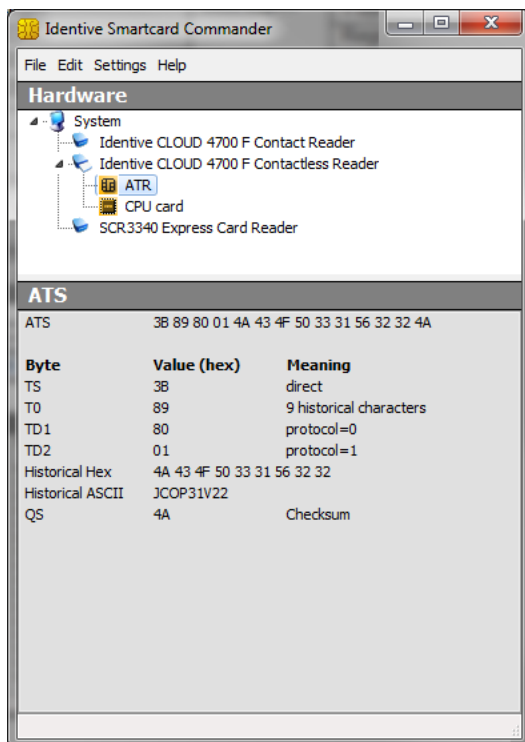 Identive Smartcard Commander
File Edit Settings Help
Hardware
System
Identive CLOUD 4700 F Contact Reader
Identive CLOUD 4700 F Contactless Reader
ATR
CPU card
SCR3340 Express Card Reader
ATS
ATS 3B 89 80 01 4A 43 4F 50 33 31 56 32 32 4A
Byte Value (hex) Meaning
TS 3B direct
T0 89 9 historical characters
TD1 80 protocol=0
TD2 01 protocol=1
Historical Hex 4A 43 4F 50 33 31 56 32 32
Historical ASCII JCOP31V22
QS 4A Checksum